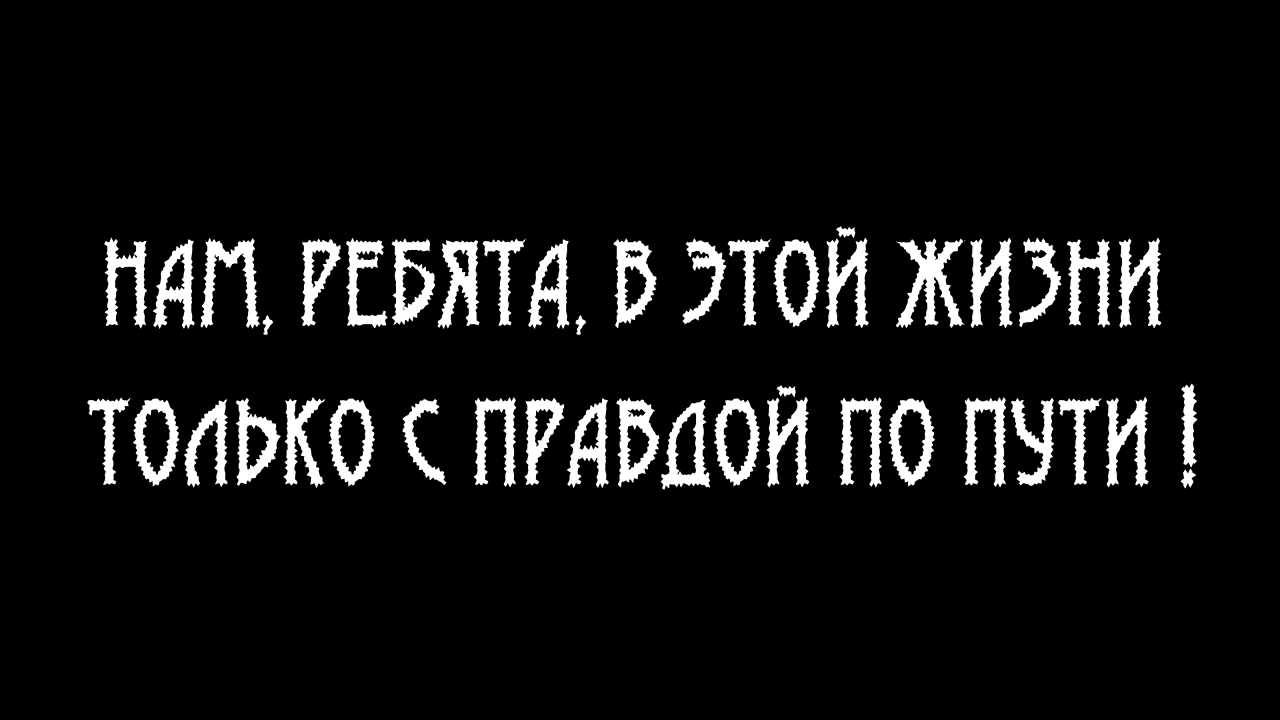 НАМ, РЕБЯТА, В ЭТОЙ ЖИЗНИ
ТОЛЬКО С ПРАВДОЙ ПО ПУТИ !